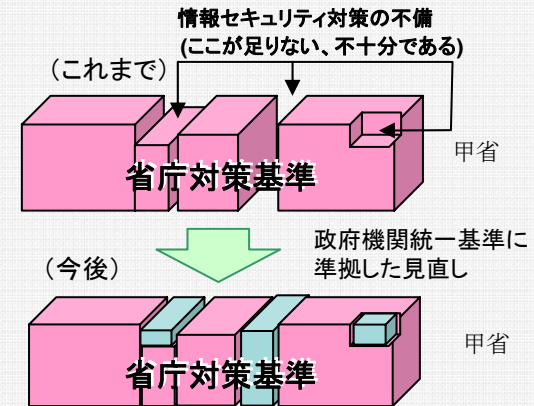 情報セキュリティ対策の不備
(ここが足りない、不十分である)
(これまで)
甲省
省庁対策基準
政府機関統一基準に
準拠した見直し
(今後)
甲省
省庁対策基準